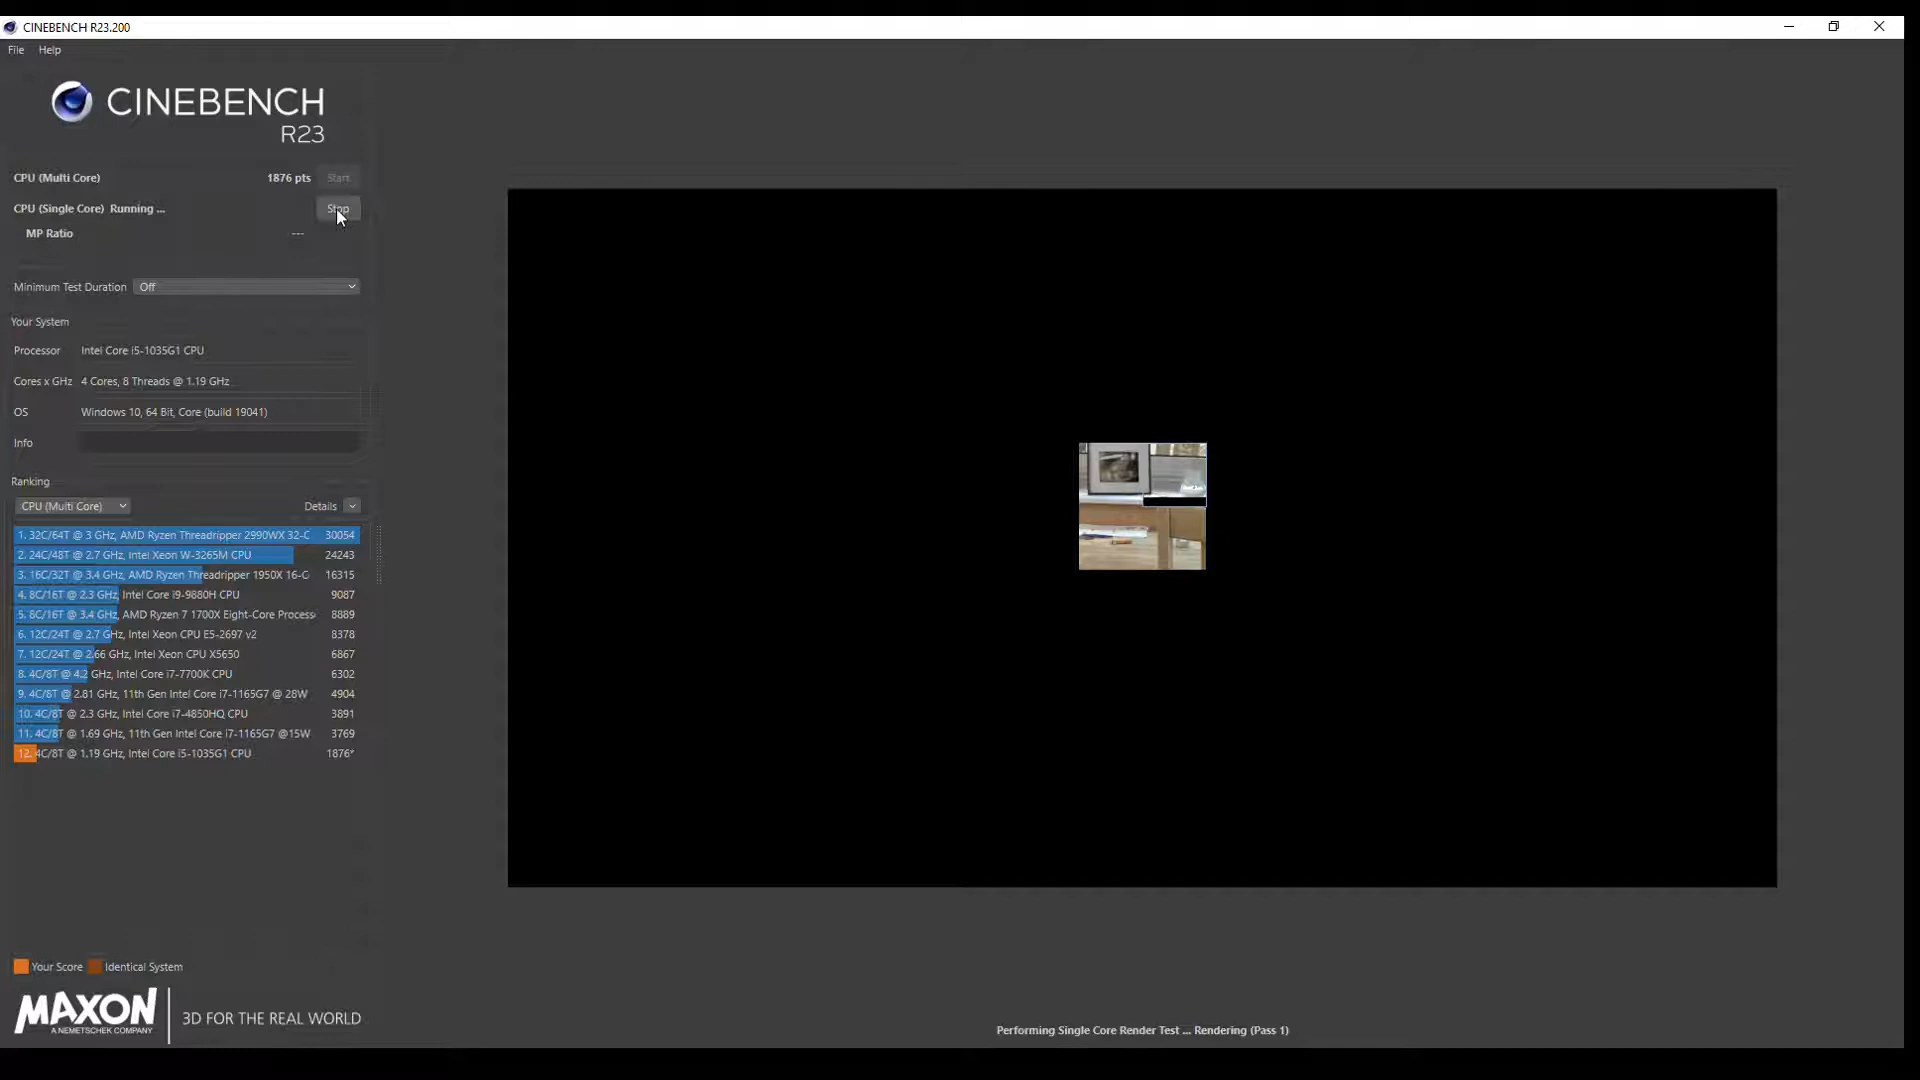 CINEBENCH R23.200
File Help
CINEBENCH
R23
CPU (Multi Core) 1876 pts Start
CPU (Single Core) Running ... Stop
MP Ratio ---
Minimum Test Duration Off
Your System
Processor Intel Core i5-1035G1 CPU
Cores x GHz 4 Cores, 8 Threads @ 1.19 GHz
OS Windows 10, 64 Bit, Core (build 19041)
Info
Ranking
CPU (Multi Core) Details
1. 32C/64T @ 3 GHz, AMD Ryzen Threadripper 2990WX 32-C 30054
2. 24C/48T @ 2.7 GHz, Intel Xeon W-3265M CPU 24243
3. 16C/32T @ 3.4 GHz, AMD Ryzen Threadripper 1950X 16-C 16315
4. 8C/16T @ 2.3 GHz, Intel Core i9-9880H CPU 9087
5. 8C/16T @ 3.4 GHz, AMD Ryzen 7 1700X Eight-Core Process 8889
6. 12C/24T @ 2.7 GHz, Intel Xeon CPU E5-2697 v2 8378
7. 12C/24T @ 2.66 GHz, Intel Xeon CPU X5650 6867
8. 4C/8T @ 4.2 GHz, Intel Core i7-7700K CPU 6302
9. 4C/8T @ 2.81 GHz, 11th Gen Intel Core i7-1165G7 @ 28W 4904
10. 4C/8T @ 2.3 GHz, Intel Core i7-4850HQ CPU 3891
11. 4C/8T @ 1.69 GHz, 11th Gen Intel Core i7-1165G7 @15W 3769
12. 4C/8T @ 1.19 GHz, Intel Core i5-1035G1 CPU 1876*
Your Score Identical System
MAXON
A NEMETSCHEK COMPANY
3D FOR THE REAL WORLD
Performing Single Core Render Test ... Rendering (Pass 1)